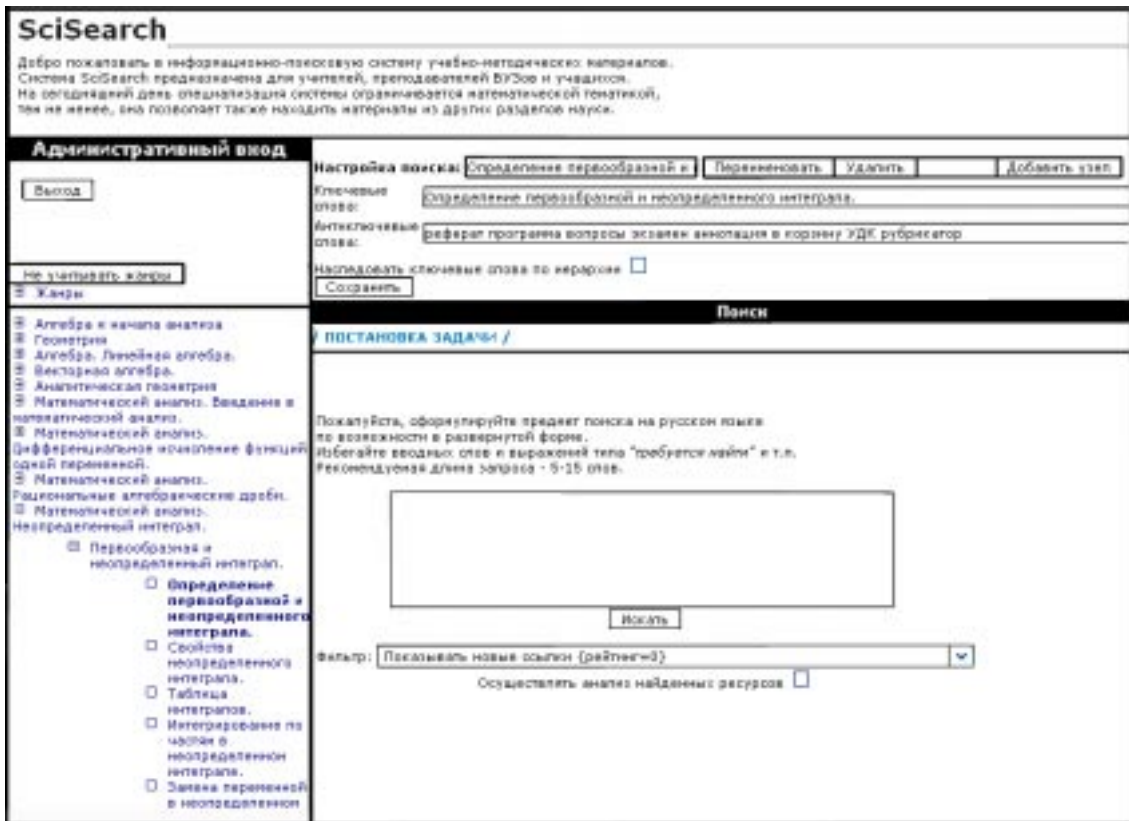 SciSearch
Добро пожаловать в информационно-поисковую систему учебно-методических материалов.
Система SciSearch предназначена для учителей, преподавателей ВУЗов и учащихся.
На сегодняшний день специализация системы ограничивается математической тематикой,
тем не менее, она позволяет также находить материалы из других разделов науки.
Административный вход
Выход
Не учитывать жанры
Жанры
Алгебра и начала анализа
Геометрия
Алгебра. Линейная алгебра.
Векторная алгебра.
Аналитическая геометрия
Математический анализ. Введение в
математический анализ.
Математический анализ.
Дифференциальное исчисление функций
одной переменной.
Математический анализ.
Рациональные алгебраические дроби.
Математический анализ.
Неопределенный интеграл.
Первообразная и
неопределенный интеграл.
Определение
первообразной и
неопределенного
интеграла.
Свойства
неопределенного
интеграла.
Таблица
интегралов.
Интегрирование по
частям в
неопределенном
интеграле.
Замена переменной
в неопределенном
Настройка поиска: Определение первообразной и Переименовать Удалить Добавить узел
Ключевые
слова: Определение первообразной и неопределенного интеграла.
Антиключевые
слова: реферат программа вопросы экзамен аннотация в корзину УДК рубрикатор
Наследовать ключевые слова по иерархии
Сохранить
Поиск
/ ПОСТАНОВКА ЗАДАЧИ /
Пожалуйста, сформулируйте предмет поиска на русском языке
по возможности в развернутой форме.
Избегайте вводных слов и выражений типа "требуется найти" и т.п.
Рекомендуемая длина запроса - 5-15 слов.
Искать
Фильтр: Показывать новые ссылки {рейтинг=0}
Осуществлять анализ найденных ресурсов